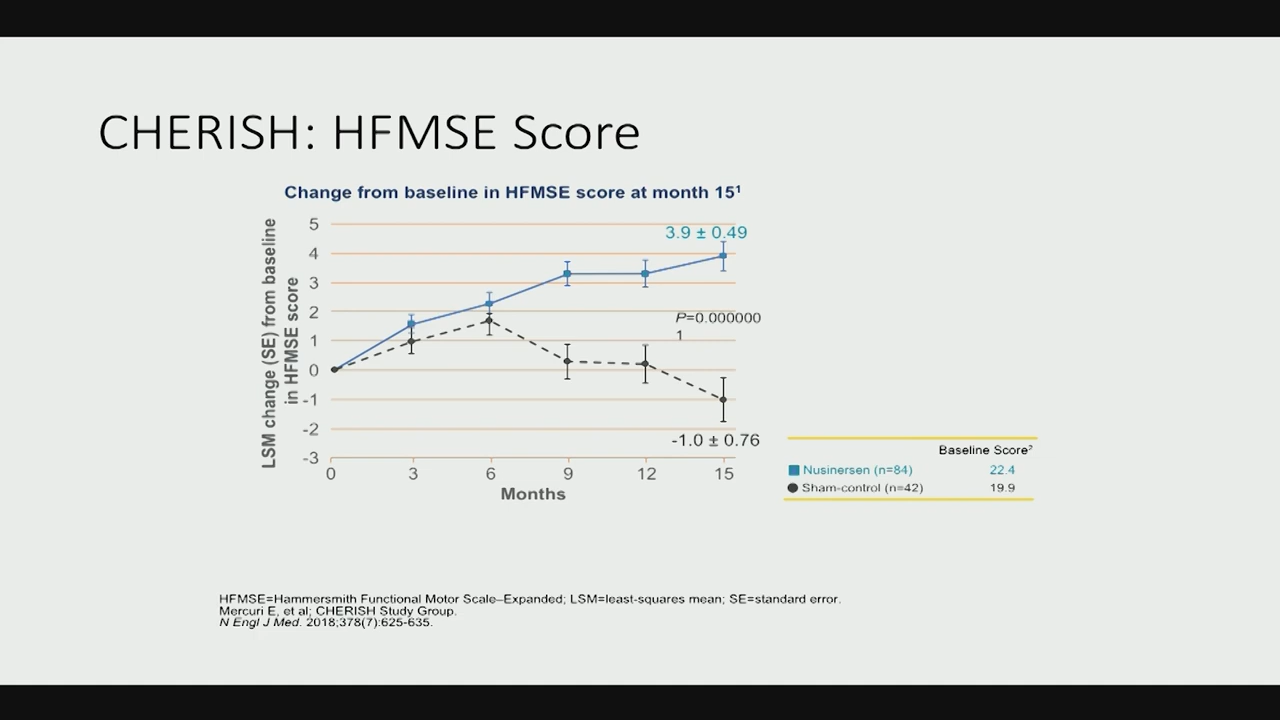 CHERISH: HFMSE Score
Change from baseline in HFMSE score at month 15¹
LSM change (SE) from baseline
in HFMSE score
5
4
3
2
1
0
-1
-2
-3
3.9 ± 0.49
P=0.000000
1
-1.0 ± 0.76
0 3 6 9 12 15
Months
Baseline Score²
Nusinersen (n=84) 22.4
Sham-control (n=42) 19.9
HFMSE=Hammersmith Functional Motor Scale–Expanded; LSM=least-squares mean; SE=standard error.
Mercuri E, et al; CHERISH Study Group.
N Engl J Med. 2018;378(7):625-635.